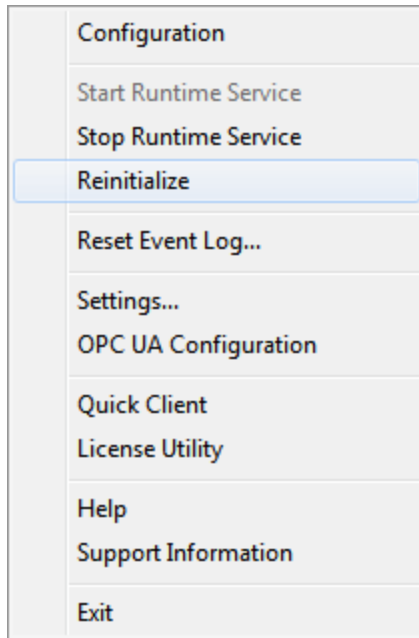 Configuration
Start Runtime Service
Stop Runtime Service
Reinitialize
Reset Event Log...
Settings...
OPC UA Configuration
Quick Client
License Utility
Help
Support Information
Exit